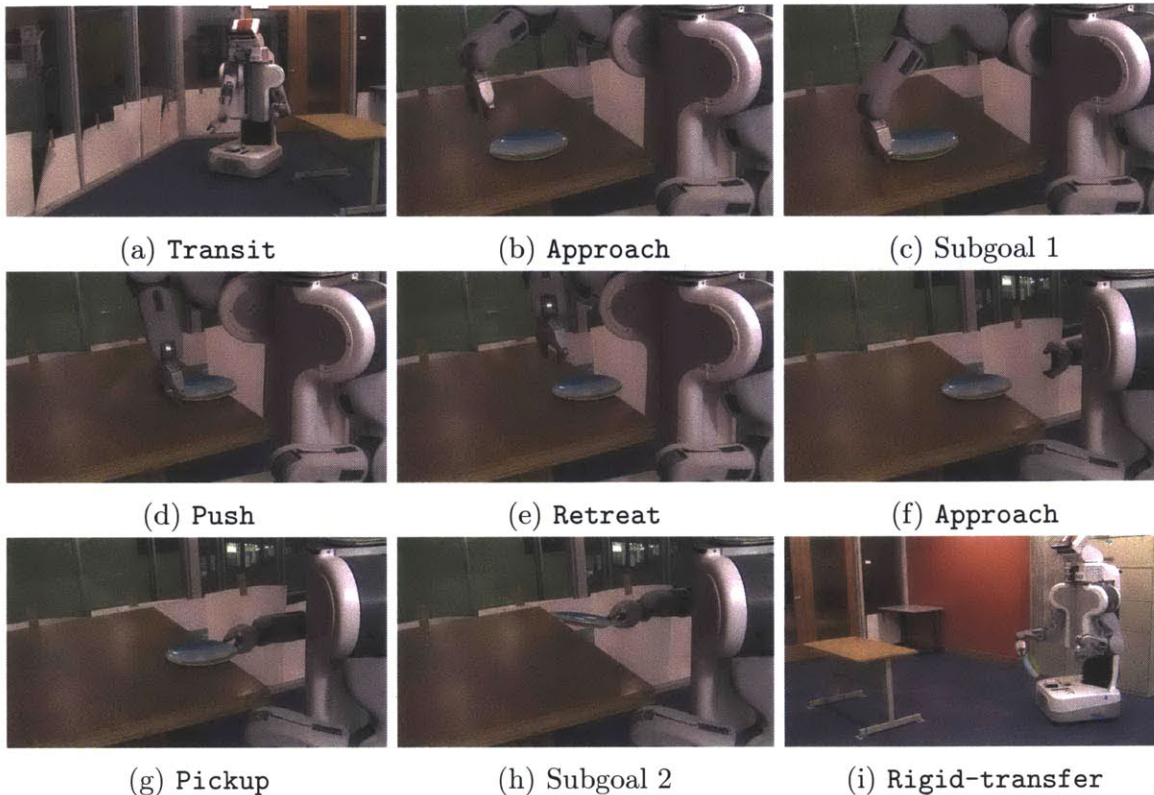 (a) Transit
(b) Approach
(c) Subgoal 1
(d) Push
(e) Retreat
(f) Approach
(g) Pickup
(h) Subgoal 2
(i) Rigid-transfer